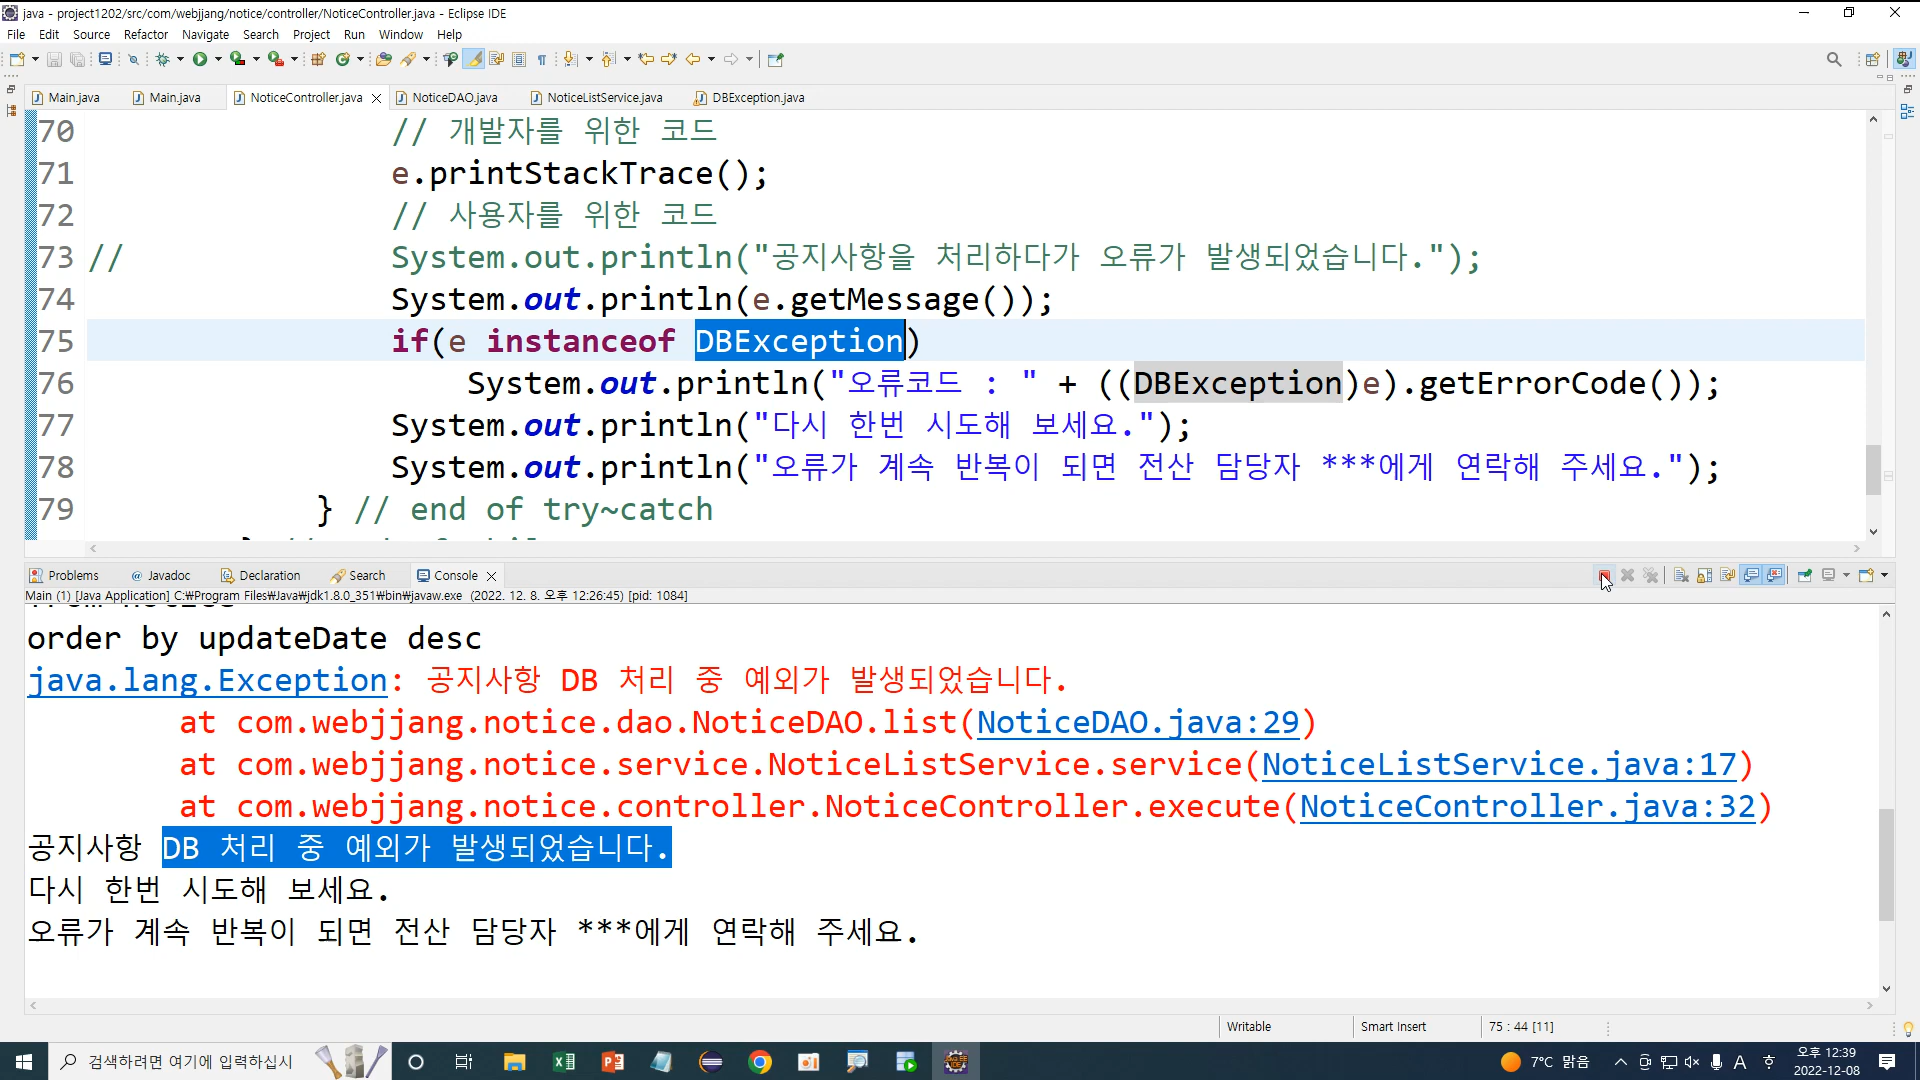 java - project1202/src/com/webjjang/notice/controller/NoticeController.java - Eclipse IDE
File Edit Source Refactor Navigate Search Project Run Window Help
Main.java Main.java NoticeController.java NoticeDAO.java NoticeListService.java DBException.java
70 // 개발자를 위한 코드
71 e.printStackTrace();
72 // 사용자를 위한 코드
73 // System.out.println("공지사항을 처리하다가 오류가 발생되었습니다.");
74 System.out.println(e.getMessage());
75 if(e instanceof DBException)
76 System.out.println("오류코드 : " + ((DBException)e).getErrorCode());
77 System.out.println("다시 한번 시도해 보세요.");
78 System.out.println("오류가 계속 반복이 되면 전산 담당자 ***에게 연락해 주세요.");
79 } // end of try~catch
Problems @ Javadoc Declaration Search Console
Main (1) [Java Application] C:₩Program Files₩Java₩jdk1.8.0_351₩bin₩javaw.exe (2022. 12. 8. 오후 12:26:45) [pid: 1084]
order by updateDate desc
java.lang.Exception: 공지사항 DB 처리 중 예외가 발생되었습니다.
at com.webjjang.notice.dao.NoticeDAO.list(NoticeDAO.java:29)
at com.webjjang.notice.service.NoticeListService.service(NoticeListService.java:17)
at com.webjjang.notice.controller.NoticeController.execute(NoticeController.java:32)
공지사항 DB 처리 중 예외가 발생되었습니다.
다시 한번 시도해 보세요.
오류가 계속 반복이 되면 전산 담당자 ***에게 연락해 주세요.
Writable Smart Insert 75 : 44 [11]
검색하려면 여기에 입력하십시 7°C 맑음 A 오후 12:39
2022-12-08